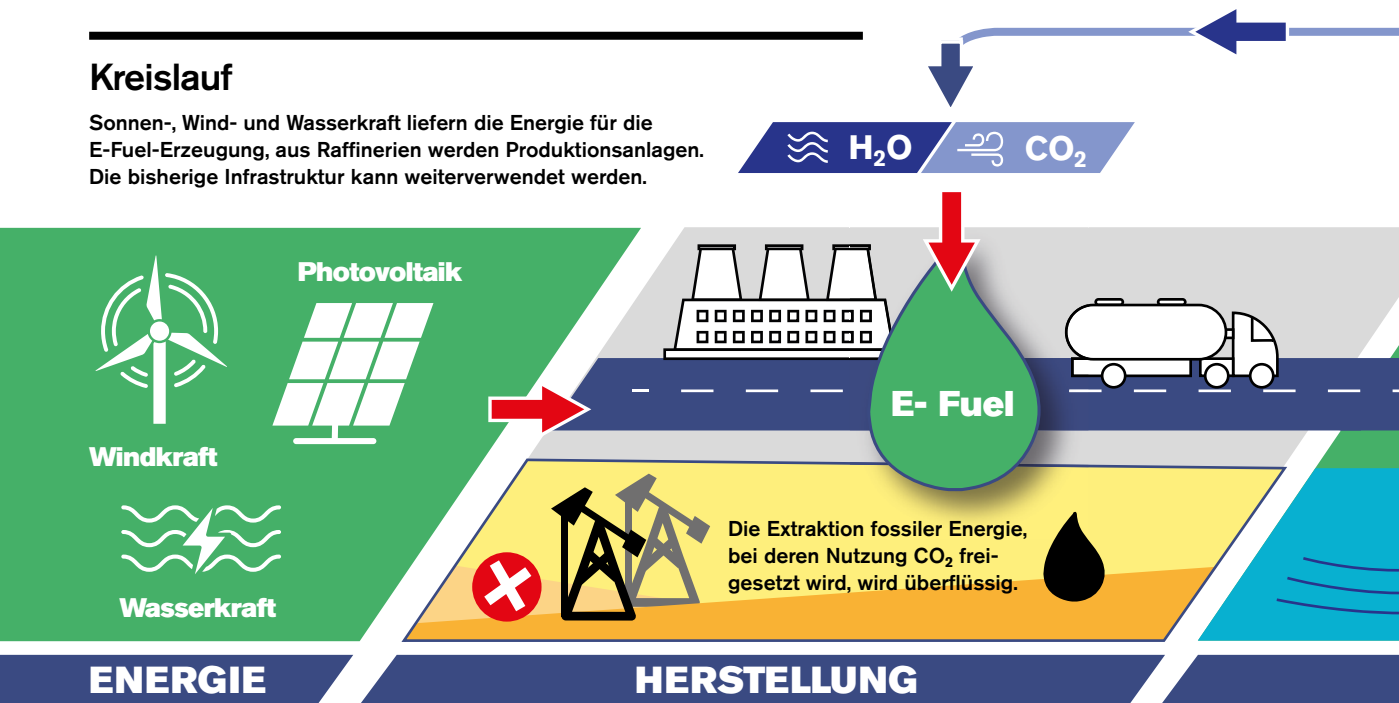 Kreislauf
Sonnen-, Wind- und Wasserkraft liefern die Energie für die
E-Fuel-Erzeugung, aus Raffinerien werden Produktionsanlagen.
Die bisherige Infrastruktur kann weiterverwendet werden.
H₂O
CO₂
Photovoltaik
Windkraft
Wasserkraft
E- Fuel
Die Extraktion fossiler Energie,
bei deren Nutzung CO₂ frei-
gesetzt wird, wird überflüssig.
ENERGIE
HERSTELLUNG